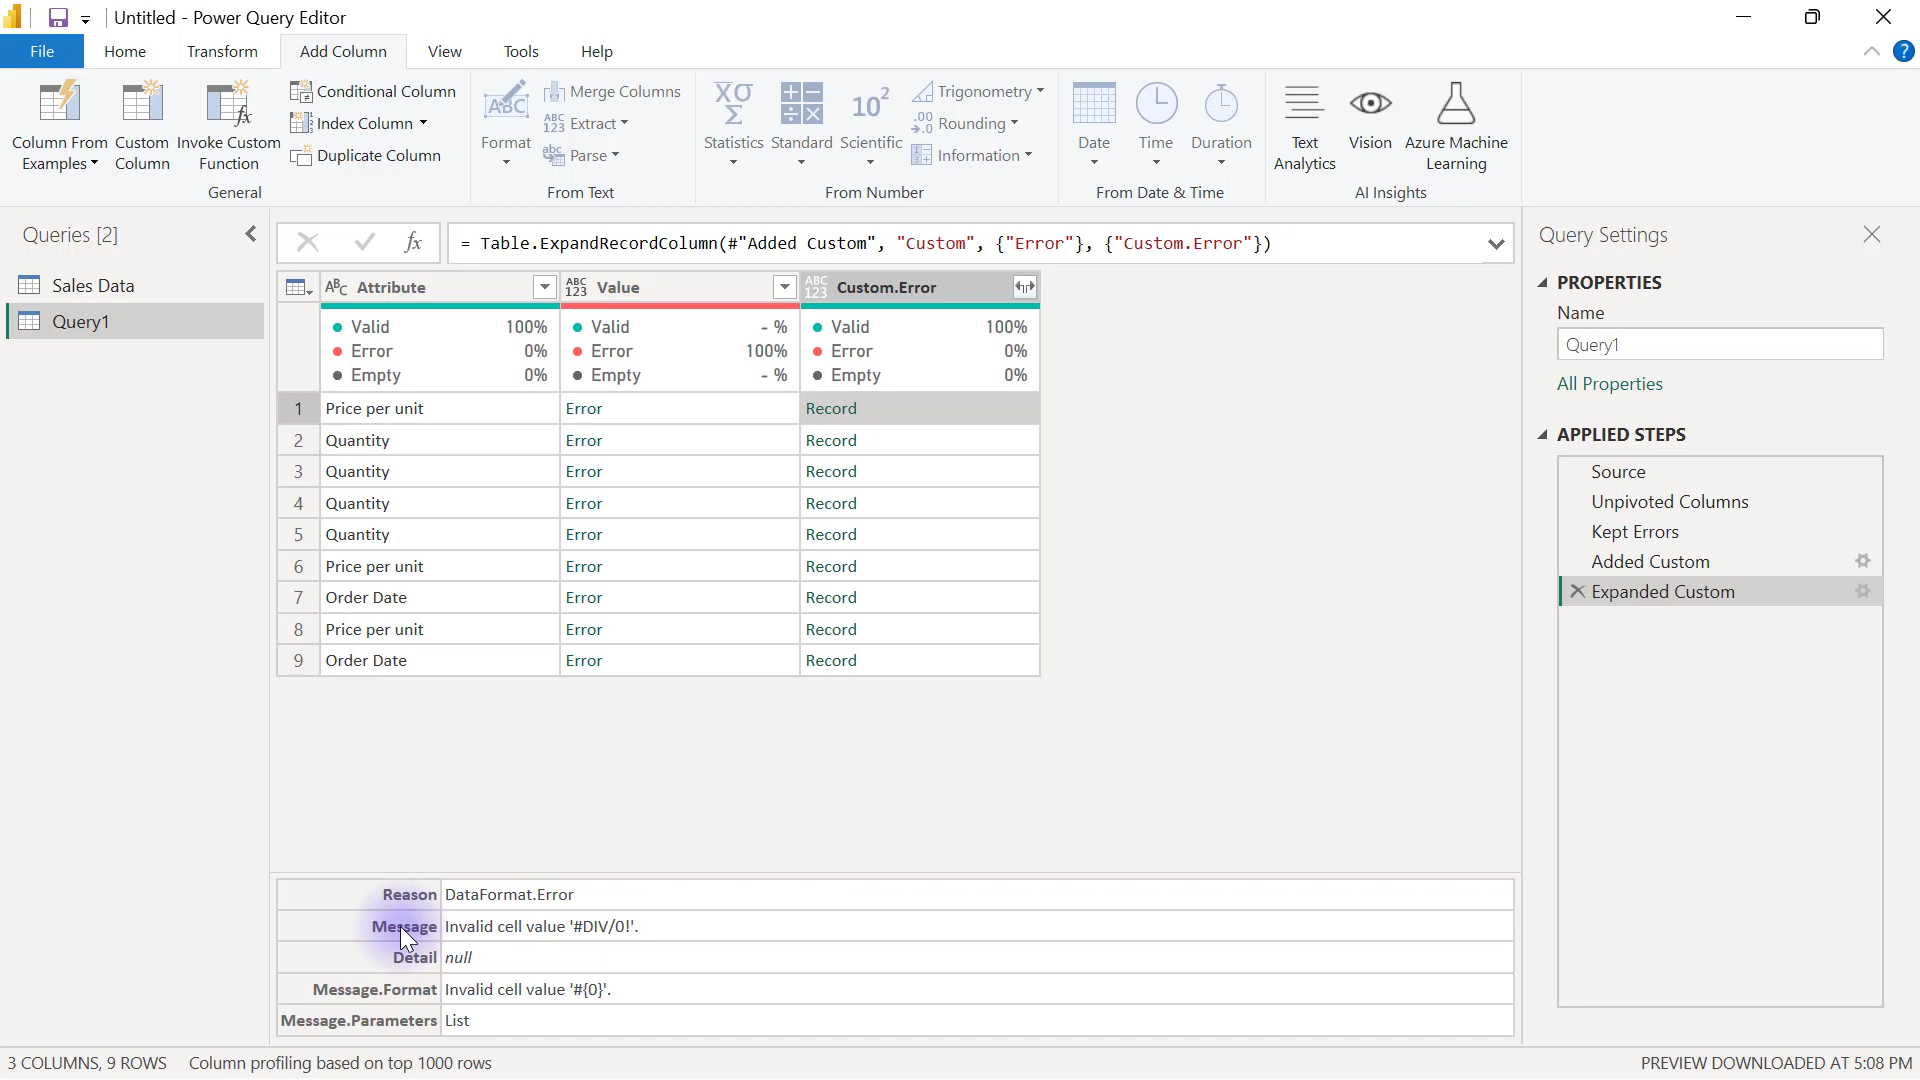 Untitled - Power Query Editor
File Home Transform Add Column View Tools Help
Column From Examples
Custom Column
Invoke Custom Function
Conditional Column
Index Column
Duplicate Column
General
Format
Merge Columns
Extract
Parse
From Text
Statistics
Standard
Scientific
Trigonometry
Rounding
Information
From Number
Date
Time
Duration
From Date & Time
Text Analytics
Vision
Azure Machine Learning
AI Insights
Queries [2]
Sales Data
Query1
fx = Table.ExpandRecordColumn(#"Added Custom", "Custom", {"Error"}, {"Custom.Error"})
ABC Attribute ABC 123 Value ABC 123 Custom.Error
Valid 100% Valid - % Valid 100%
Error 0% Error 100% Error 0%
Empty 0% Empty - % Empty 0%
1 Price per unit Error Record
2 Quantity Error Record
3 Quantity Error Record
4 Quantity Error Record
5 Quantity Error Record
6 Price per unit Error Record
7 Order Date Error Record
8 Price per unit Error Record
9 Order Date Error Record
Reason DataFormat.Error
Message Invalid cell value '#DIV/0!'.
Detail null
Message.Format Invalid cell value '#{0}'.
Message.Parameters List
Query Settings
PROPERTIES
Name
Query1
All Properties
APPLIED STEPS
Source
Unpivoted Columns
Kept Errors
Added Custom
Expanded Custom
3 COLUMNS, 9 ROWS Column profiling based on top 1000 rows
PREVIEW DOWNLOADED AT 5:08 PM